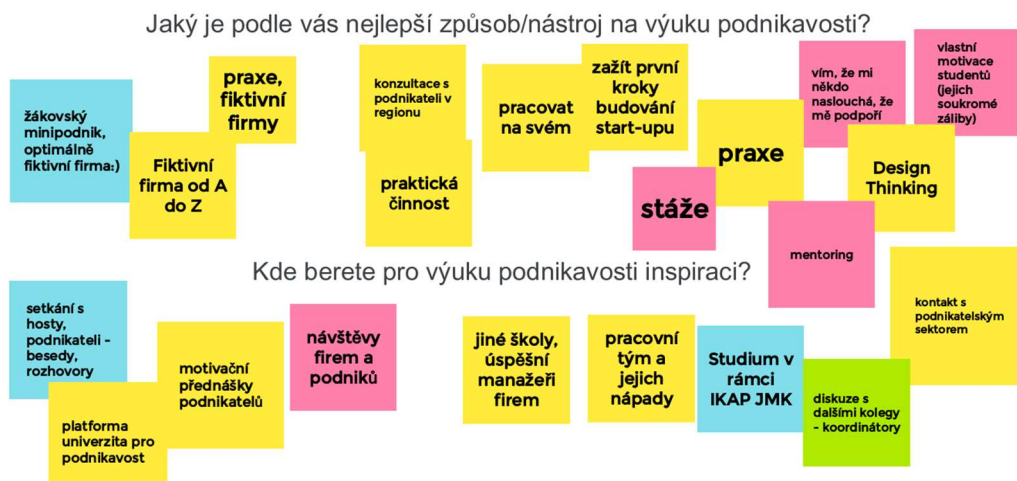 Jaký je podle vás nejlepší způsob/nástroj na výuku podnikavosti?
žákovský
minipodnik,
optimálně
fiktivní firma:)
Fiktivní
firma od A
do Z
praxe,
fiktivní
firmy
konzultace s
podnikateli v
regionu
praktická
činnost
pracovat
na svém
zažít první
kroky
budování
start-upu
stáže
praxe
vím, že mi
někdo
naslouchá, že
mě podpoří
vlastní
motivace
studentů
(jejich
soukromé
záliby)
Design
Thinking
mentoring
Kde berete pro výuku podnikavosti inspiraci?
setkání s
hosty,
podnikateli -
besedy,
rozhovory
platforma
univerzita pro
podnikavost
motivační
přednášky
podnikatelů
návštěvy
firem a
podniků
jiné školy,
úspěšní
manažeři
firem
pracovní
tým a
jejich
nápady
Studium v
rámci
IKAP JMK
diskuze s
dalšími kolegy
- koordinátory
kontakt s
podnikatelským
sektorem